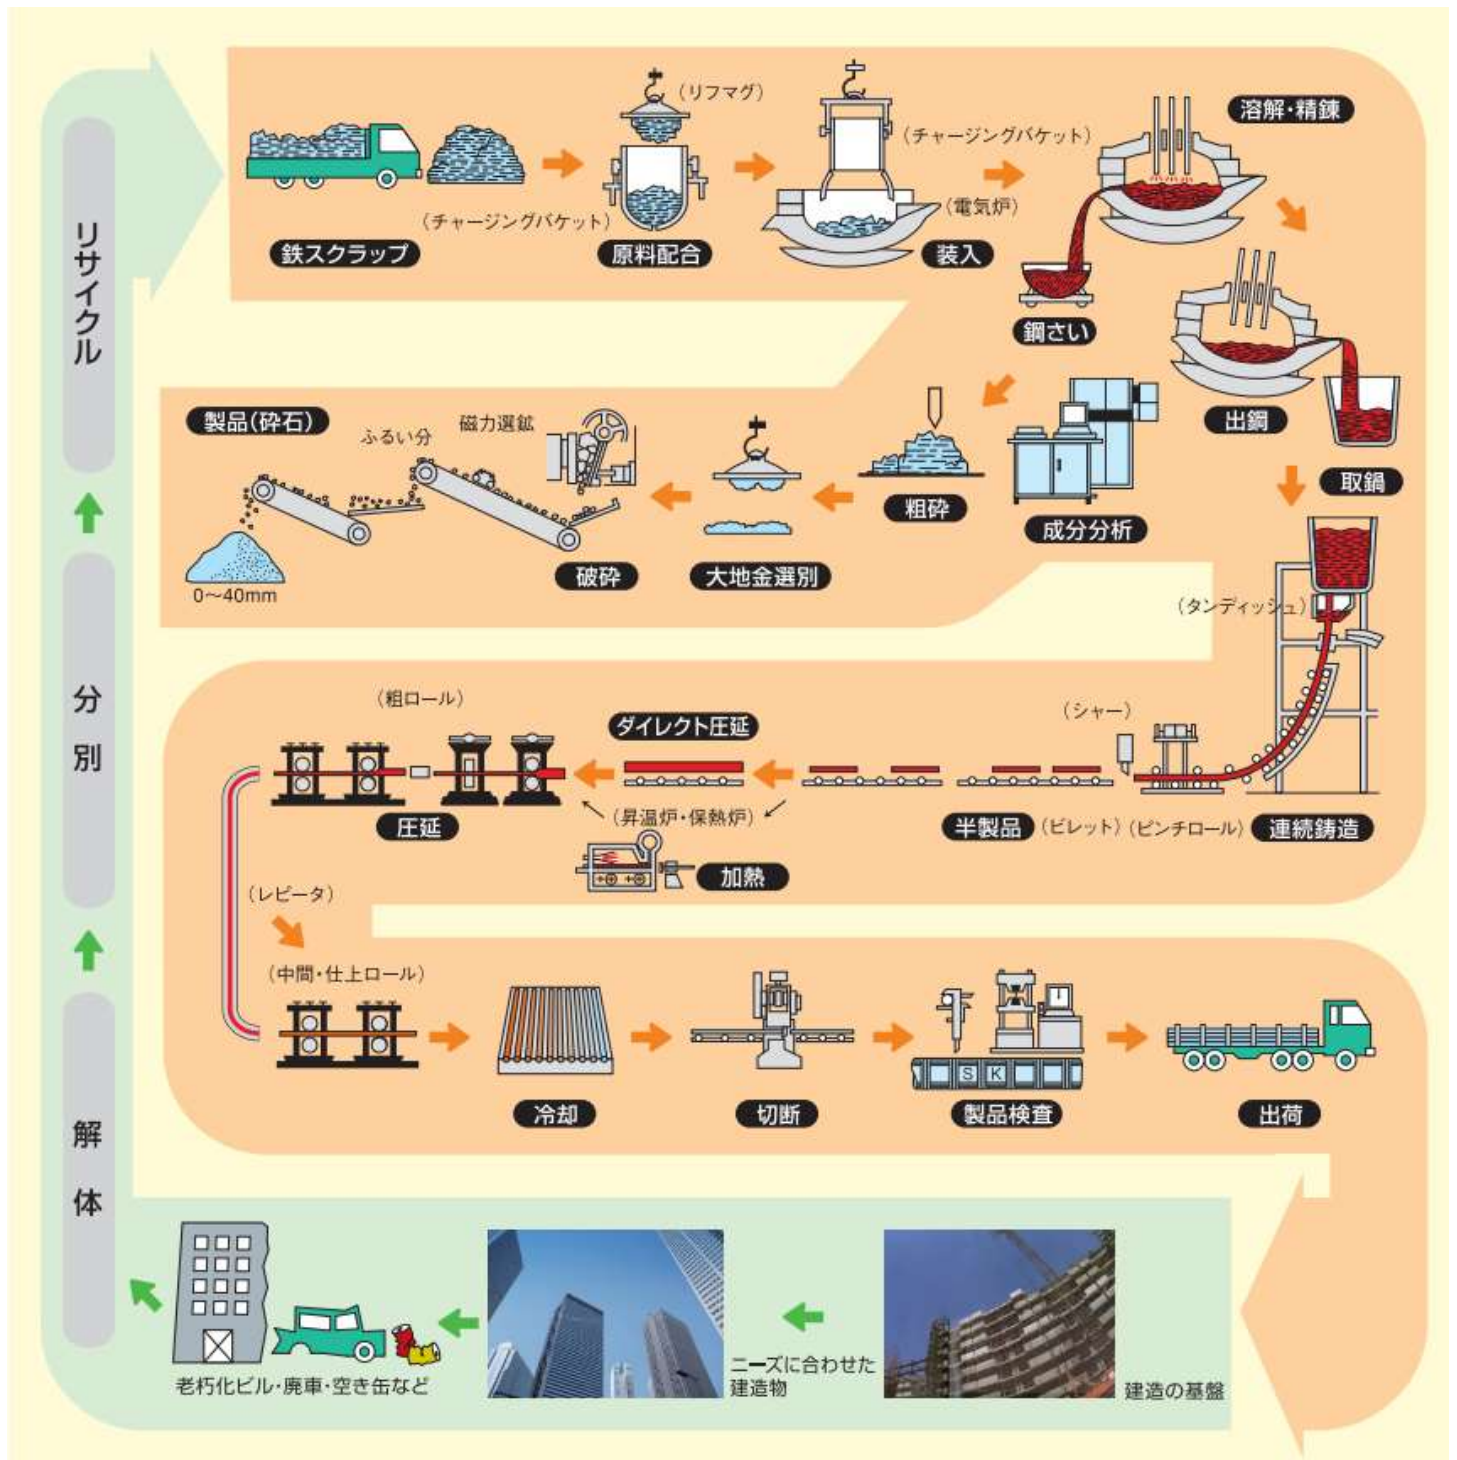 リサイクル
分別
解体
(リフマグ)
(チャージングバケット)
溶解・精錬
(チャージングバケット)
(電気炉)
鉄スクラップ
原料配合
装入
鋼さい
出鋼
取鍋
製品(砕石)
ふるい分
磁力選鉱
0～40mm
破砕
大地金選別
粗砕
成分分析
(タンディッシュ)
(粗ロール)
ダイレクト圧延
(シャー)
圧延
(昇温炉・保熱炉)
加熱
半製品
(ビレット)
(ピンチロール)
連続鋳造
(レピータ)
(中間・仕上ロール)
S K
冷却
切断
製品検査
出荷
老朽化ビル・廃車・空き缶など
ニーズに合わせた
建造物
建造の基盤